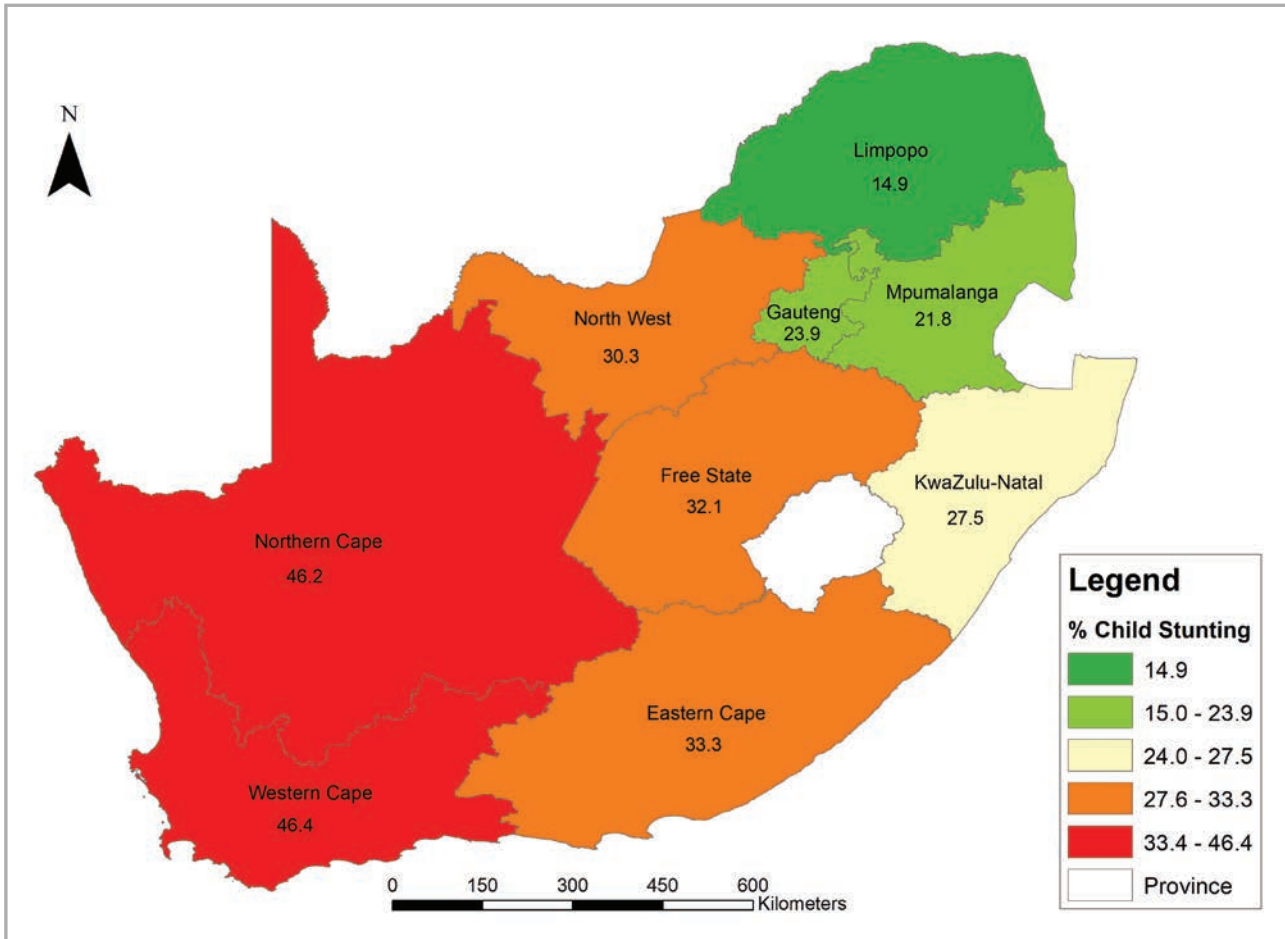 N
Limpopo
14.9
Mpumalanga
21.8
Gauteng
23.9
North West
30.3
Free State
32.1
KwaZulu-Natal
27.5
Northern Cape
46.2
Eastern Cape
33.3
Western Cape
46.4
Legend
% Child Stunting
14.9
15.0 - 23.9
24.0 - 27.5
27.6 - 33.3
33.4 - 46.4
Province
0 150 300 450 600
Kilometers